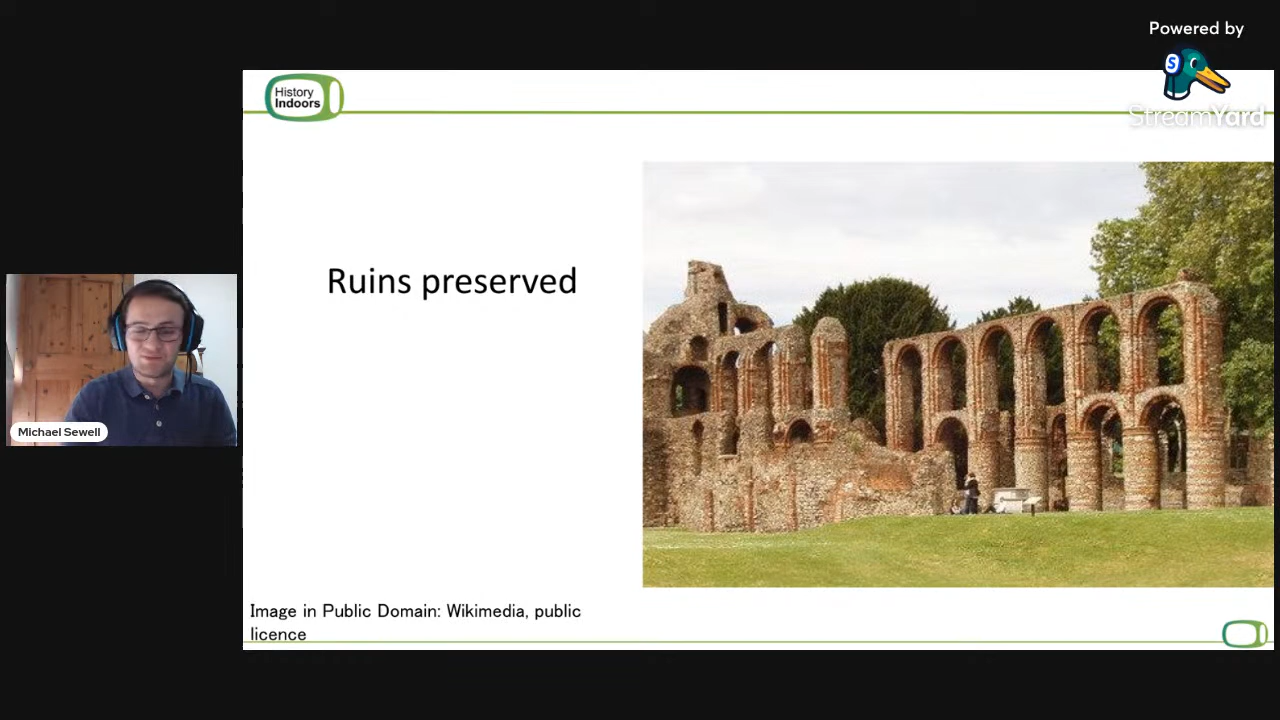 Powered by
S
StreamYard
History
Indoors
Ruins preserved
Michael Sewell
Image in Public Domain: Wikimedia, public
licence